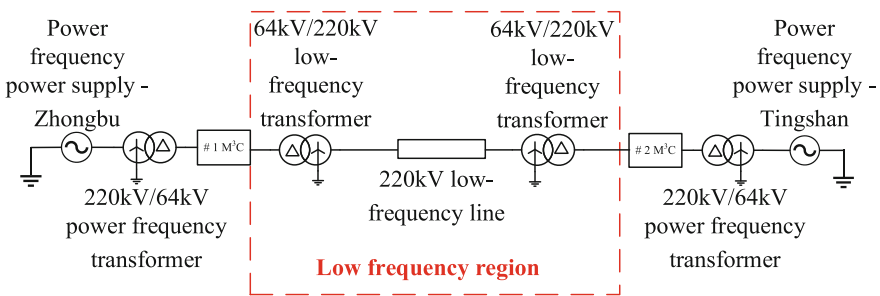 Power
frequency
power supply -
Zhongbu
64kV/220kV
low-
frequency
transformer
64kV/220kV
low-
frequency
transformer
Power
frequency
power supply -
Tingshan
# 1 M³C
# 2 M³C
220kV/64kV
power frequency
transformer
220kV low-
frequency line
220kV/64kV
power frequency
transformer
Low frequency region